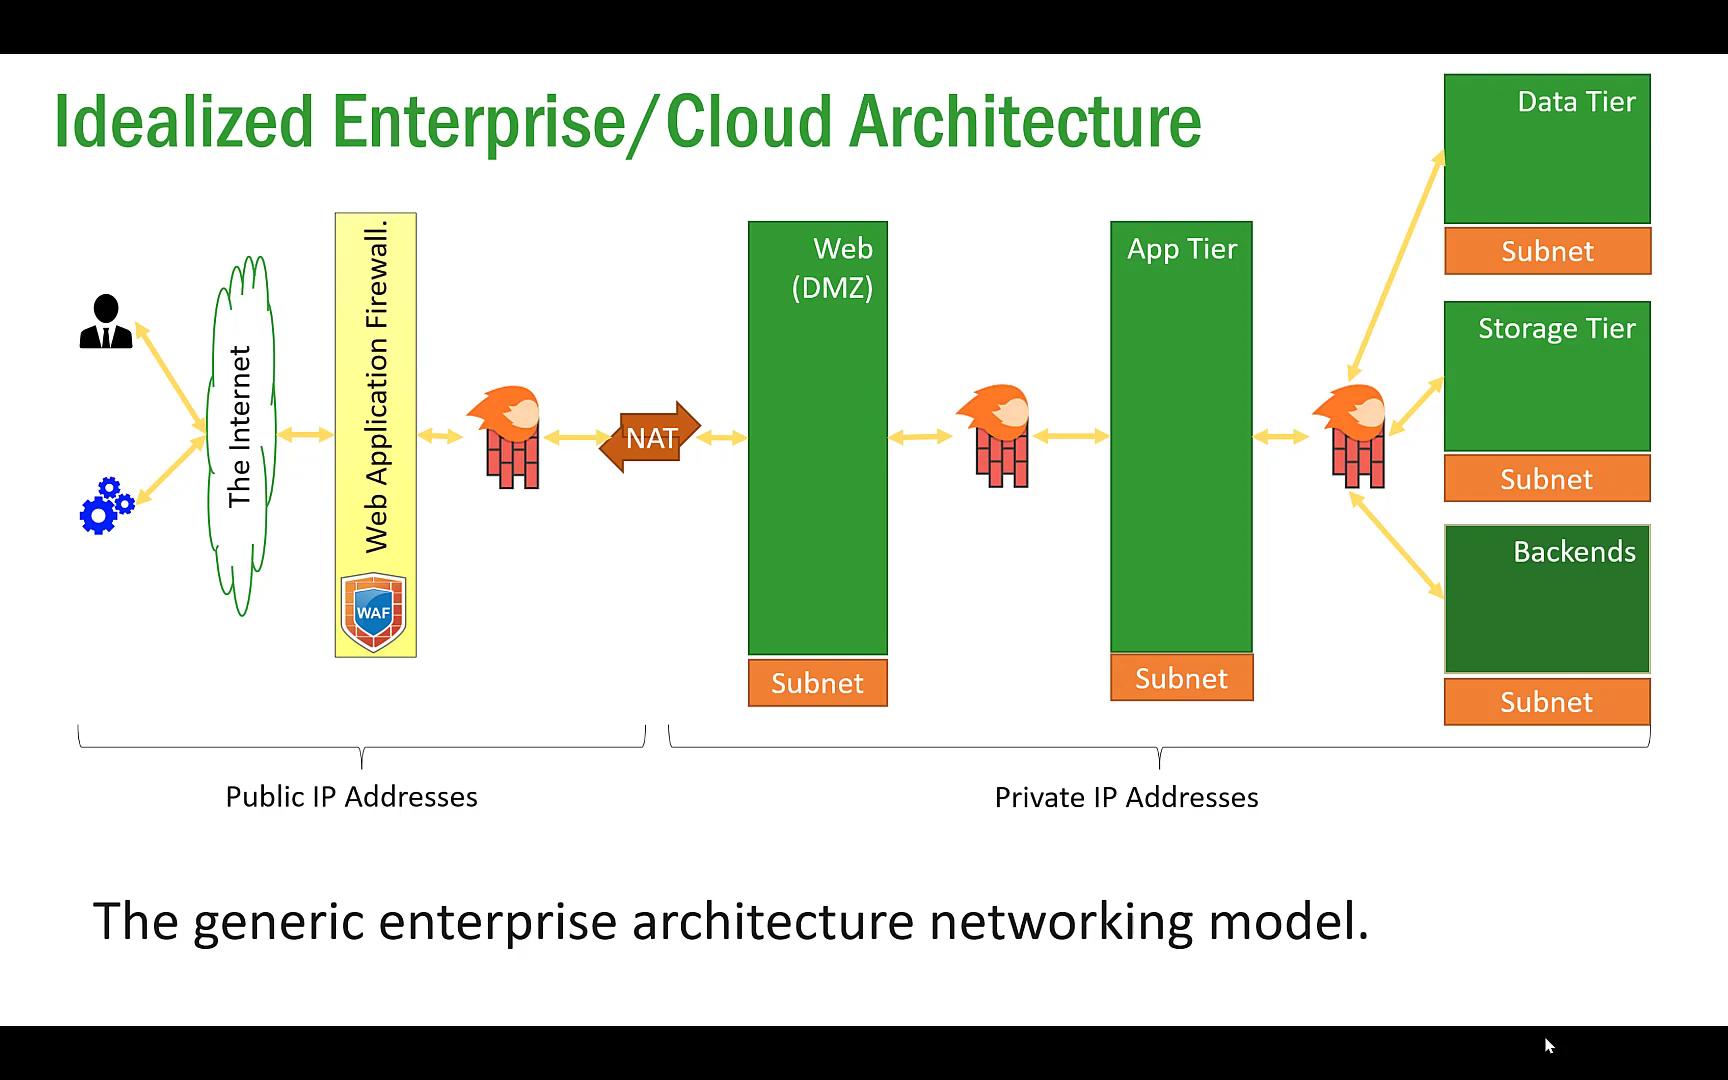 Idealized Enterprise/Cloud Architecture
The Internet
Web Application Firewall.
WAF
NAT
Web
(DMZ)
Subnet
App Tier
Subnet
Data Tier
Subnet
Storage Tier
Subnet
Backends
Subnet
Public IP Addresses
Private IP Addresses
The generic enterprise architecture networking model.